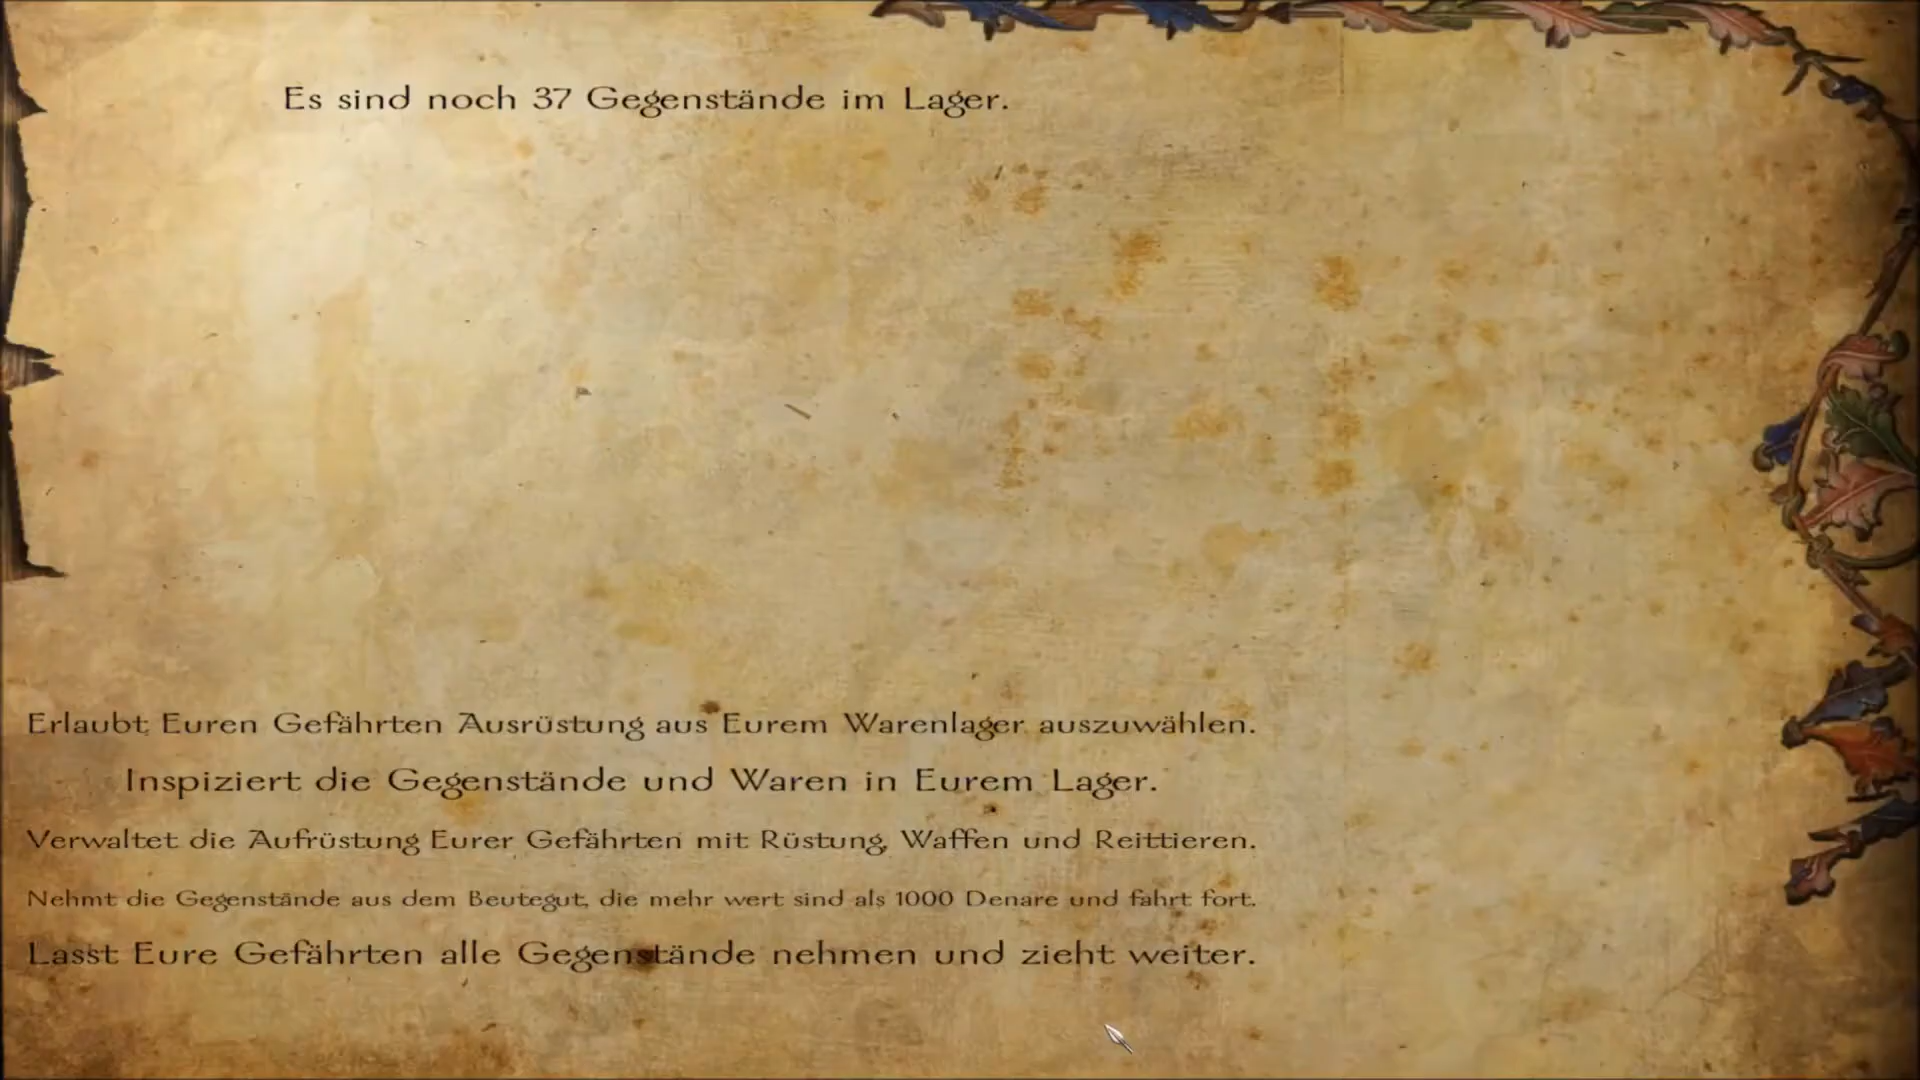 Es sind noch 37 Gegenstände im Lager.
Erlaubt Euren Gefährten Ausrüstung aus Eurem Warenlager auszuwählen.
Inspiziert die Gegenstände und Waren in Eurem Lager.
Verwaltet die Aufrüstung Eurer Gefährten mit Rüstung, Waffen und Reittieren.
Nehmt die Gegenstände aus dem Beutegut, die mehr wert sind als 1000 Denare und fahrt fort.
Lasst Eure Gefährten alle Gegenstände nehmen und zieht weiter.